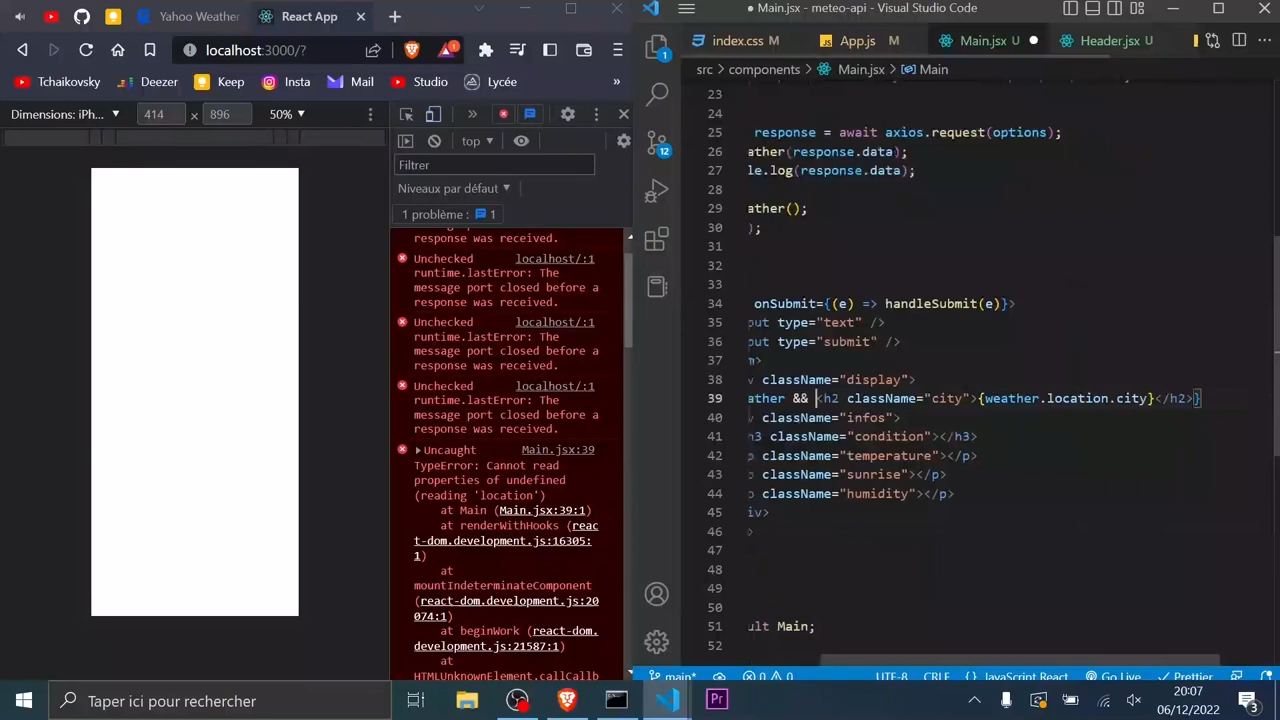 Yahoo Weather
React App
localhost:3000/?
1
Tchaikovsky
Deezer
Keep
Insta
Mail
Studio
Lycée
»
Dimensions: iPh...
414
x
896
50%
»
top
Filtrer
Niveaux par défaut
1 problème :
1
response was received.
Unchecked localhost/:1
runtime.lastError: The
message port closed before a
response was received.
Unchecked localhost/:1
runtime.lastError: The
message port closed before a
response was received.
Unchecked localhost/:1
runtime.lastError: The
message port closed before a
response was received.
Uncaught Main.jsx:39
TypeError: Cannot read
properties of undefined
(reading 'location')
at Main (Main.jsx:39:1)
at renderWithHooks (reac
t-dom.development.js:16305:
1)
at
mountIndeterminateComponent
(react-dom.development.js:20
074:1)
at beginWork (react-dom.
development.js:21587:1)
at
HTMLUnknownElement.callCallb
● Main.jsx - meteo-api - Visual Studio Code
index.css M
App.js M
Main.jsx U
Header.jsx U
src > components > Main.jsx > Main
1
12
23
24
25 response = await axios.request(options);
26 ather(response.data);
27 le.log(response.data);
28
29 ather();
30 );
31
32
33
34 onSubmit={(e) => handleSubmit(e)}>
35 put type="text" />
36 put type="submit" />
37 m>
38 v className="display">
39 ather && <h2 className="city">{weather.location.city}</h2>}
40 v className="infos">
41 h3 className="condition"></h3>
42 p className="temperature"></p>
43 p className="sunrise"></p>
44 p className="humidity"></p>
45 iv>
46 >
47
48
49
50
51 ult Main;
52
main*
0
0
UTF-8
CRLF
JavaScript React
Prettier
Taper ici pour rechercher
Pr
20:07
06/12/2022
3